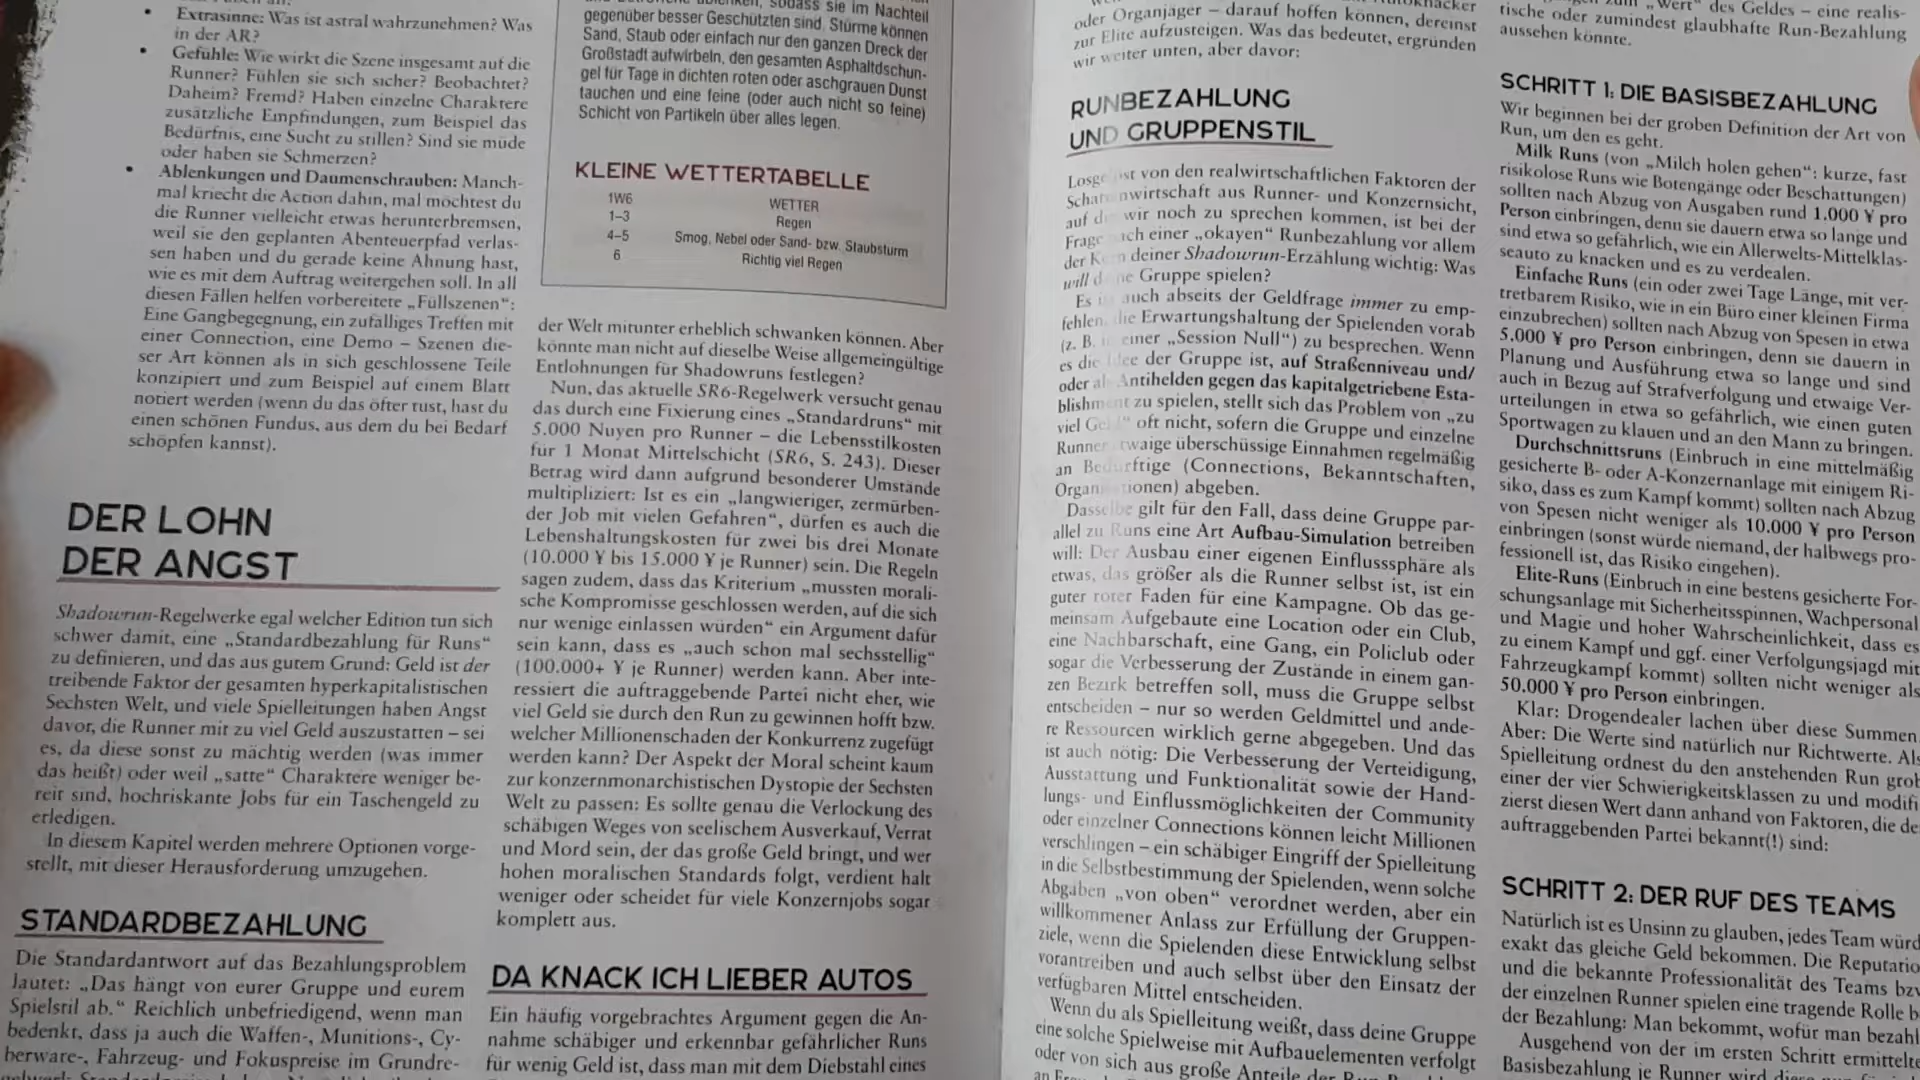 Extrasinne: Was ist astral wahrzunehmen? Was
in der AR?
Gefühle: Wie wirkt die Szene insgesamt auf die
Runner? Fühlen sie sich sicher? Beobachtet?
Daheim? Fremd? Haben einzelne Charaktere
zusätzliche Empfindungen, zum Beispiel das
Bedürfnis, eine Sucht zu stillen? Sind sie müde
oder haben sie Schmerzen?
Ablenkungen und Daumenschrauben: Manch-
mal kriecht die Action dahin, mal möchtest du
die Runner vielleicht etwas herunterbremsen,
weil sie den geplanten Abenteuerpfad verlas-
sen haben und du gerade keine Ahnung hast,
wie es mit dem Auftrag weitergehen soll. In all
diesen Fällen helfen vorbereitete „Füllszenen“:
Eine Gangbegegnung, ein zufälliges Treffen mit
einer Connection, eine Demo – Szenen die-
ser Art können als in sich geschlossene Teile
konzipiert und zum Beispiel auf einem Blatt
notiert werden (wenn du das öfter tust, hast du
einen schönen Fundus, aus dem du bei Bedarf
schöpfen kannst).
DER LOHN
DER ANGST
Shadowrun-Regelwerke egal welcher Edition tun sich
schwer damit, eine „Standardbezahlung für Runs“
zu definieren, und das aus gutem Grund: Geld ist der
treibende Faktor der gesamten hyperkapitalistischen
Sechsten Welt, und viele Spielleitungen haben Angst
davor, die Runner mit zu viel Geld auszustatten – sei
es, da diese sonst zu mächtig werden (was immer
das heißt) oder weil „satte“ Charaktere weniger be-
reit sind, hochriskante Jobs für ein Taschengeld zu
erledigen.
In diesem Kapitel werden mehrere Optionen vorge-
stellt, mit dieser Herausforderung umzugehen.
STANDARDBEZAHLUNG
Die Standardantwort auf das Bezahlungsproblem
lautet: „Das hängt von eurer Gruppe und eurem
Spielstil ab.“ Reichlich unbefriedigend, wenn man
bedenkt, dass ja auch die Waffen-, Munitions-, Cy-
berware-, Fahrzeug- und Fokuspreise im Grundre-
sodass sie im Nachteil
gegenüber besser Geschützten sind. Stürme können
Sand, Staub oder einfach nur den ganzen Dreck der
Großstadt aufwirbeln, den gesamten Asphaltdschun-
gel für Tage in dichten roten oder aschgrauen Dunst
tauchen und eine feine (oder auch nicht so feine)
Schicht von Partikeln über alles legen.
KLEINE WETTERTABELLE
1W6 WETTER
1–3 Regen
4–5 Smog, Nebel oder Sand- bzw. Staubsturm
6 Richtig viel Regen
der Welt mitunter erheblich schwanken können. Aber
könnte man nicht auf dieselbe Weise allgemeingültige
Entlohnungen für Shadowruns festlegen?
Nun, das aktuelle SR6-Regelwerk versucht genau
das durch eine Fixierung eines „Standardruns“ mit
5.000 Nuyen pro Runner – die Lebensstilkosten
für 1 Monat Mittelschicht (SR6, S. 243). Dieser
Betrag wird dann aufgrund besonderer Umstände
multipliziert: Ist es ein „langwieriger, zermürben-
der Job mit vielen Gefahren“, dürfen es auch die
Lebenshaltungskosten für zwei bis drei Monate
(10.000 ¥ bis 15.000 ¥ je Runner) sein. Die Regeln
sagen zudem, dass das Kriterium „mussten morali-
sche Kompromisse geschlossen werden, auf die sich
nur wenige einlassen würden“ ein Argument dafür
sein kann, dass es „auch schon mal sechsstellig“
(100.000+ ¥ je Runner) werden kann. Aber inte-
ressiert die auftraggebende Partei nicht eher, wie
viel Geld sie durch den Run zu gewinnen hofft bzw.
welcher Millionenschaden der Konkurrenz zugefügt
werden kann? Der Aspekt der Moral scheint kaum
zur konzernmonarchistischen Dystopie der Sechsten
Welt zu passen: Es sollte genau die Verlockung des
schäbigen Weges von seelischem Ausverkauf, Verrat
und Mord sein, der das große Geld bringt, und wer
hohen moralischen Standards folgt, verdient halt
weniger oder scheidet für viele Konzernjobs sogar
komplett aus.
DA KNACK ICH LIEBER AUTOS
Ein häufig vorgebrachtes Argument gegen die An-
nahme schäbiger und erkennbar gefährlicher Runs
für wenig Geld ist, dass man mit dem Diebstahl eines
oder Organjäger – darauf hoffen können, dereinst
zur Elite aufzusteigen. Was das bedeutet, ergründen
wir weiter unten, aber davor:
RUNBEZAHLUNG
UND GRUPPENSTIL
Losgelöst von den realwirtschaftlichen Faktoren der
Schattenwirtschaft aus Runner- und Konzernsicht,
auf die wir noch zu sprechen kommen, ist bei der
Frage nach einer „okayen“ Runbezahlung vor allem
der Kern deiner Shadowrun-Erzählung wichtig: Was
will deine Gruppe spielen?
Es ist auch abseits der Geldfrage immer zu emp-
fehlen, die Erwartungshaltung der Spielenden vorab
(z. B. in einer „Session Null“) zu besprechen. Wenn
es die Idee der Gruppe ist, auf Straßenniveau und/
oder als Antihelden gegen das kapitalgetriebene Esta-
blishment zu spielen, stellt sich das Problem von „zu
viel Geld“ oft nicht, sofern die Gruppe und einzelne
Runner etwaige überschüssige Einnahmen regelmäßig
an Bedürftige (Connections, Bekanntschaften,
Organisationen) abgeben.
Dasselbe gilt für den Fall, dass deine Gruppe par-
allel zu Runs eine Art Aufbau-Simulation betreiben
will: Der Ausbau einer eigenen Einflusssphäre als
etwas, das größer als die Runner selbst ist, ist ein
guter roter Faden für eine Kampagne. Ob das ge-
meinsam Aufgebaute eine Location oder ein Club,
eine Nachbarschaft, eine Gang, ein Policlub oder
sogar die Verbesserung der Zustände in einem gan-
zen Bezirk betreffen soll, muss die Gruppe selbst
entscheiden – nur so werden Geldmittel und ande-
re Ressourcen wirklich gerne abgegeben. Und das
ist auch nötig: Die Verbesserung der Verteidigung,
Ausstattung und Funktionalität sowie der Hand-
lungs- und Einflussmöglichkeiten der Community
oder einzelner Connections können leicht Millionen
verschlingen – ein schäbiger Eingriff der Spielleitung
in die Selbstbestimmung der Spielenden, wenn solche
Abgaben „von oben“ verordnet werden, aber ein
willkommener Anlass zur Erfüllung der Gruppen-
ziele, wenn die Spielenden diese Entwicklung selbst
vorantreiben und auch selbst über den Einsatz der
verfügbaren Mittel entscheiden.
Wenn du als Spielleitung weißt, dass deine Gruppe
eine solche Spielweise mit Aufbauelementen verfolgt
oder von sich aus große Anteile der
„Wert“ des Geldes – eine realis-
tische oder zumindest glaubhafte Run-Bezahlung
aussehen könnte.
SCHRITT 1: DIE BASISBEZAHLUNG
Wir beginnen bei der groben Definition der Art von
Run, um den es geht.
Milk Runs (von „Milch holen gehen“: kurze, fast
risikolose Runs wie Botengänge oder Beschattungen)
sollten nach Abzug von Ausgaben rund 1.000 ¥ pro
Person einbringen, denn sie dauern etwa so lange und
sind etwa so gefährlich, wie ein Allerwelts-Mittelklas-
seauto zu knacken und es zu verdealen.
Einfache Runs (ein oder zwei Tage Länge, mit ver-
tretbarem Risiko, wie in ein Büro einer kleinen Firma
einzubrechen) sollten nach Abzug von Spesen in etwa
5.000 ¥ pro Person einbringen, denn sie dauern in
Planung und Ausführung etwa so lange und sind
auch in Bezug auf Strafverfolgung und etwaige Ver-
urteilungen in etwa so gefährlich, wie einen guten
Sportwagen zu klauen und an den Mann zu bringen.
Durchschnittsruns (Einbruch in eine mittelmäßig
gesicherte B- oder A-Konzernanlage mit einigem Ri-
siko, dass es zum Kampf kommt) sollten nach Abzug
von Spesen nicht weniger als 10.000 ¥ pro Person
einbringen (sonst würde niemand, der halbwegs pro-
fessionell ist, das Risiko eingehen).
Elite-Runs (Einbruch in eine bestens gesicherte For-
schungsanlage mit Sicherheitsspinnen, Wachpersonal
und Magie und hoher Wahrscheinlichkeit, dass es
zu einem Kampf und ggf. einer Verfolgungsjagd mit
Fahrzeugkampf kommt) sollten nicht weniger als
50.000 ¥ pro Person einbringen.
Klar: Drogendealer lachen über diese Summen.
Aber: Die Werte sind natürlich nur Richtwerte. Als
Spielleitung ordnest du den anstehenden Run grob
einer der vier Schwierigkeitsklassen zu und modifi
zierst diesen Wert dann anhand von Faktoren, die de
auftraggebenden Partei bekannt(!) sind:
SCHRITT 2: DER RUF DES TEAMS
Natürlich ist es Unsinn zu glauben, jedes Team würd
exakt das gleiche Geld bekommen. Die Reputatio
und die bekannte Professionalität des Teams bzv
der einzelnen Runner spielen eine tragende Rolle b
der Bezahlung: Man bekommt, wofür man bezahl
Ausgehend von der im ersten Schritt ermittelte
Basisbezahlung je Runner wird